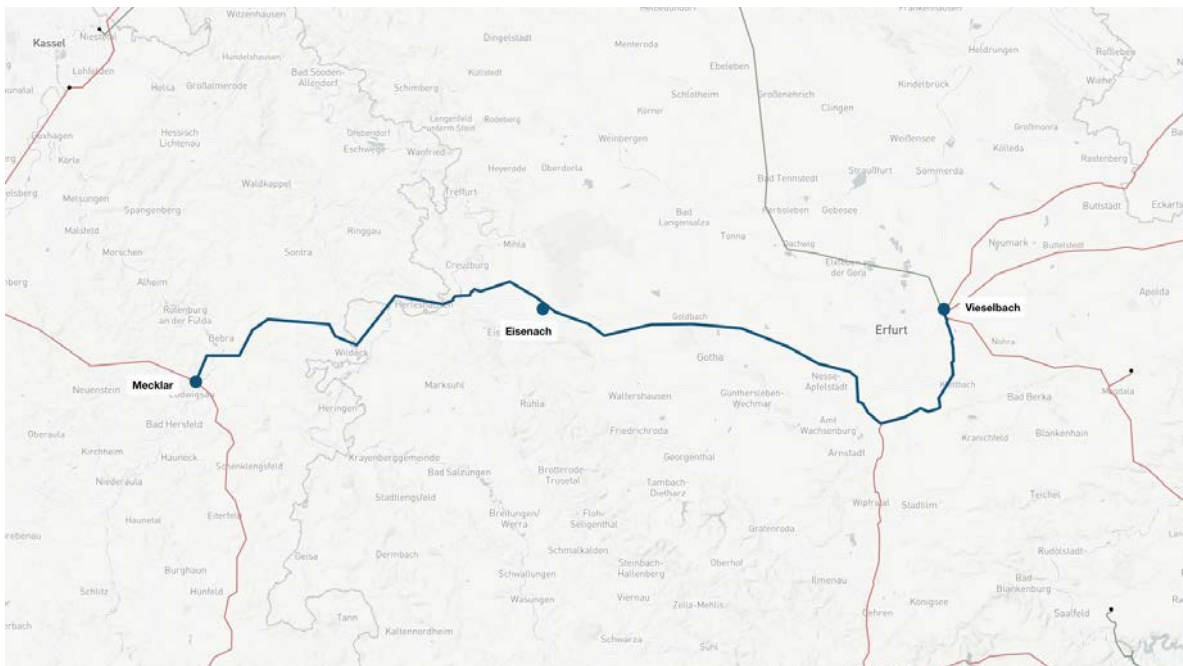 Witzenhausen
Kassel
Niestetal
Lohfelden
Hundelshausen
Helsa
Großalmerode
Bad Sooden-
Allendorf
Dingelstädt
Küllstedt
Menteroda
Ebeleben
Großenehrich
Schlotheim
Clingen
Heldrungen
Kindelbrück
Roßleben
Wiehe
Schimberg
Lengenfeld
unterm Stein
Rodeberg
Körner
Weinbergen
Großmonra
Weißensee
Kölleda
Rastenberg
Guxhagen
Körle
Hessisch
Lichtenau
Grebendorf
Eschwege
Wanfried
Heyerode
Oberdorla
Bad Tennstedt
Straußfurt
Sömmerda
Melsungen
Waldkappel
Treffurt
Herbsleben
Gebesee
Buttstädt
Malsfeld
Spangenberg
Bad
Langensalza
Ringgau
Tonna
Dachwig
Neumark
Buttelstedt
Morschen
Sontra
Mihla
Elxleben an
der Gera
Alheim
Creuzburg
Apolda
Rotenburg
an der Fulda
Herleshausen
Vieselbach
Goldbach
Eisenach
Erfurt
Bebra
Nohra
Wildeck
Gotha
Mecklar
Nesse-
Apfelstädt
Magdala
Neuenstein
Ludwigsau
Marksuhl
Waltershausen
Günthersleben-
Wechmar
Bad Berka
Heringen
Ruhla
Bad Hersfeld
Amt
Wachsenburg
Friedrichroda
Blankenhain
Oberaula
Kranichfeld
Kirchheim
Hauneck
Schenklengsfeld
Krayenberggemeinde
Bad Salzungen
Brotterode-
Trusetal
Georgenthal
Arnstadt
Niederaula
Stadtlengsfeld
Tambach-
Dietharz
Wipfratal
Stadtilm
Teichel
Haunetal
Eiterfeld
Breitungen/
Werra
Floh-
Seligenthal
Gräfenroda
Geisa
Dermbach
Schmalkalden
Rudolstadt
Burghaun
Schwallungen
Steinbach-
Hallenberg
Oberhof
Ilmenau
Bad
Blankenburg
Schlitz
Hünfeld
Wasungen
Viernau
Königsee
Saalfeld
Tann
Zella-Mehlis
Gehren
Kaltennordheim
Schwarza
Suhl